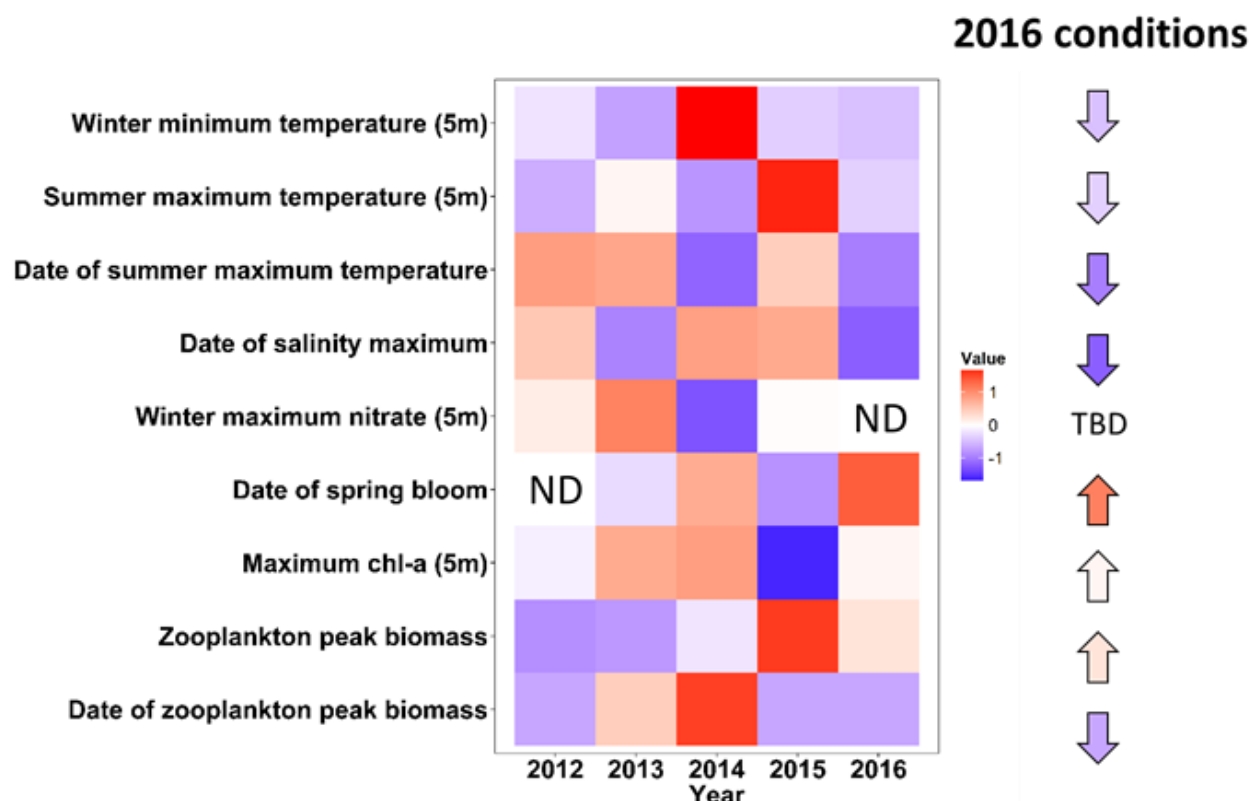 2016 conditions
Winter minimum temperature (5m)
Summer maximum temperature (5m)
Date of summer maximum temperature
Date of salinity maximum
Winter maximum nitrate (5m)
ND
TBD
Date of spring bloom
ND
Maximum chl-a (5m)
Zooplankton peak biomass
Date of zooplankton peak biomass
Value
1
0
-1
2012 2013 2014 2015 2016
Year